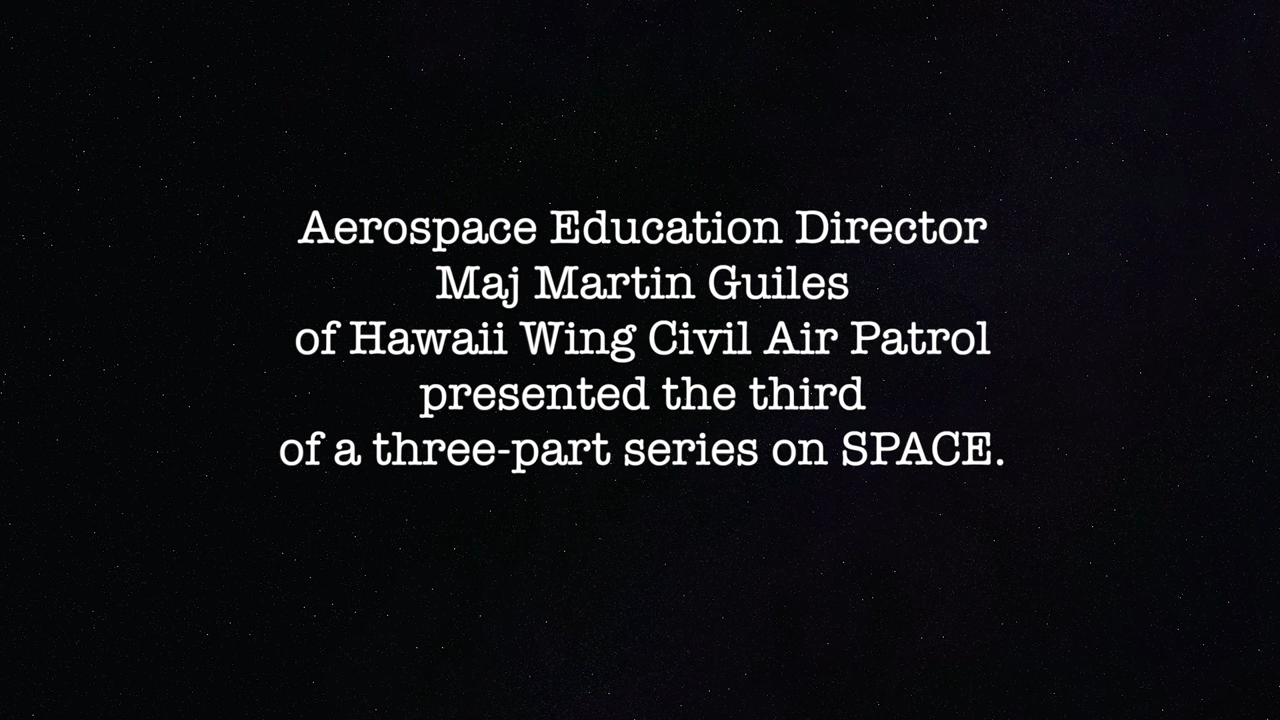 Aerospace Education Director
Maj Martin Guiles
of Hawaii Wing Civil Air Patrol
presented the third
of a three-part series on SPACE.